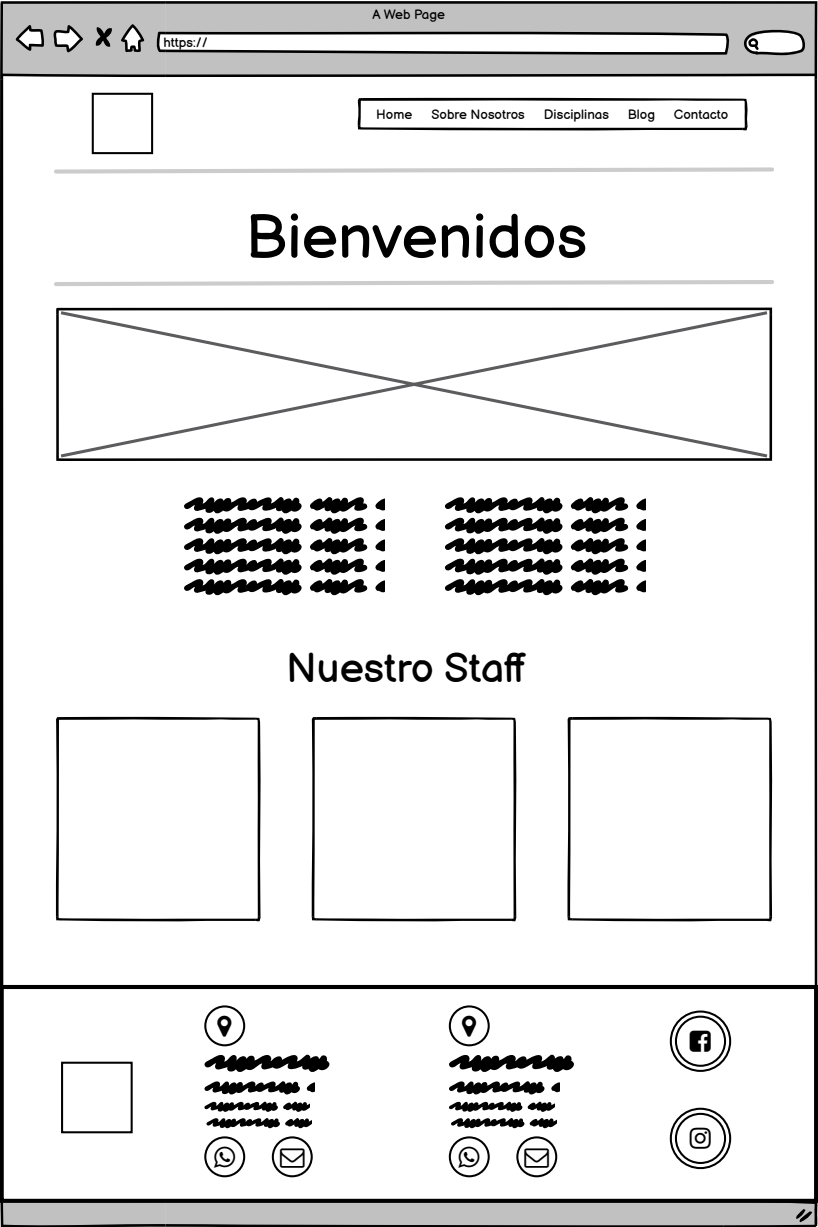 A Web Page
https://
Home Sobre Nosotros Disciplinas Blog Contacto
Bienvenidos
Nuestro Staff